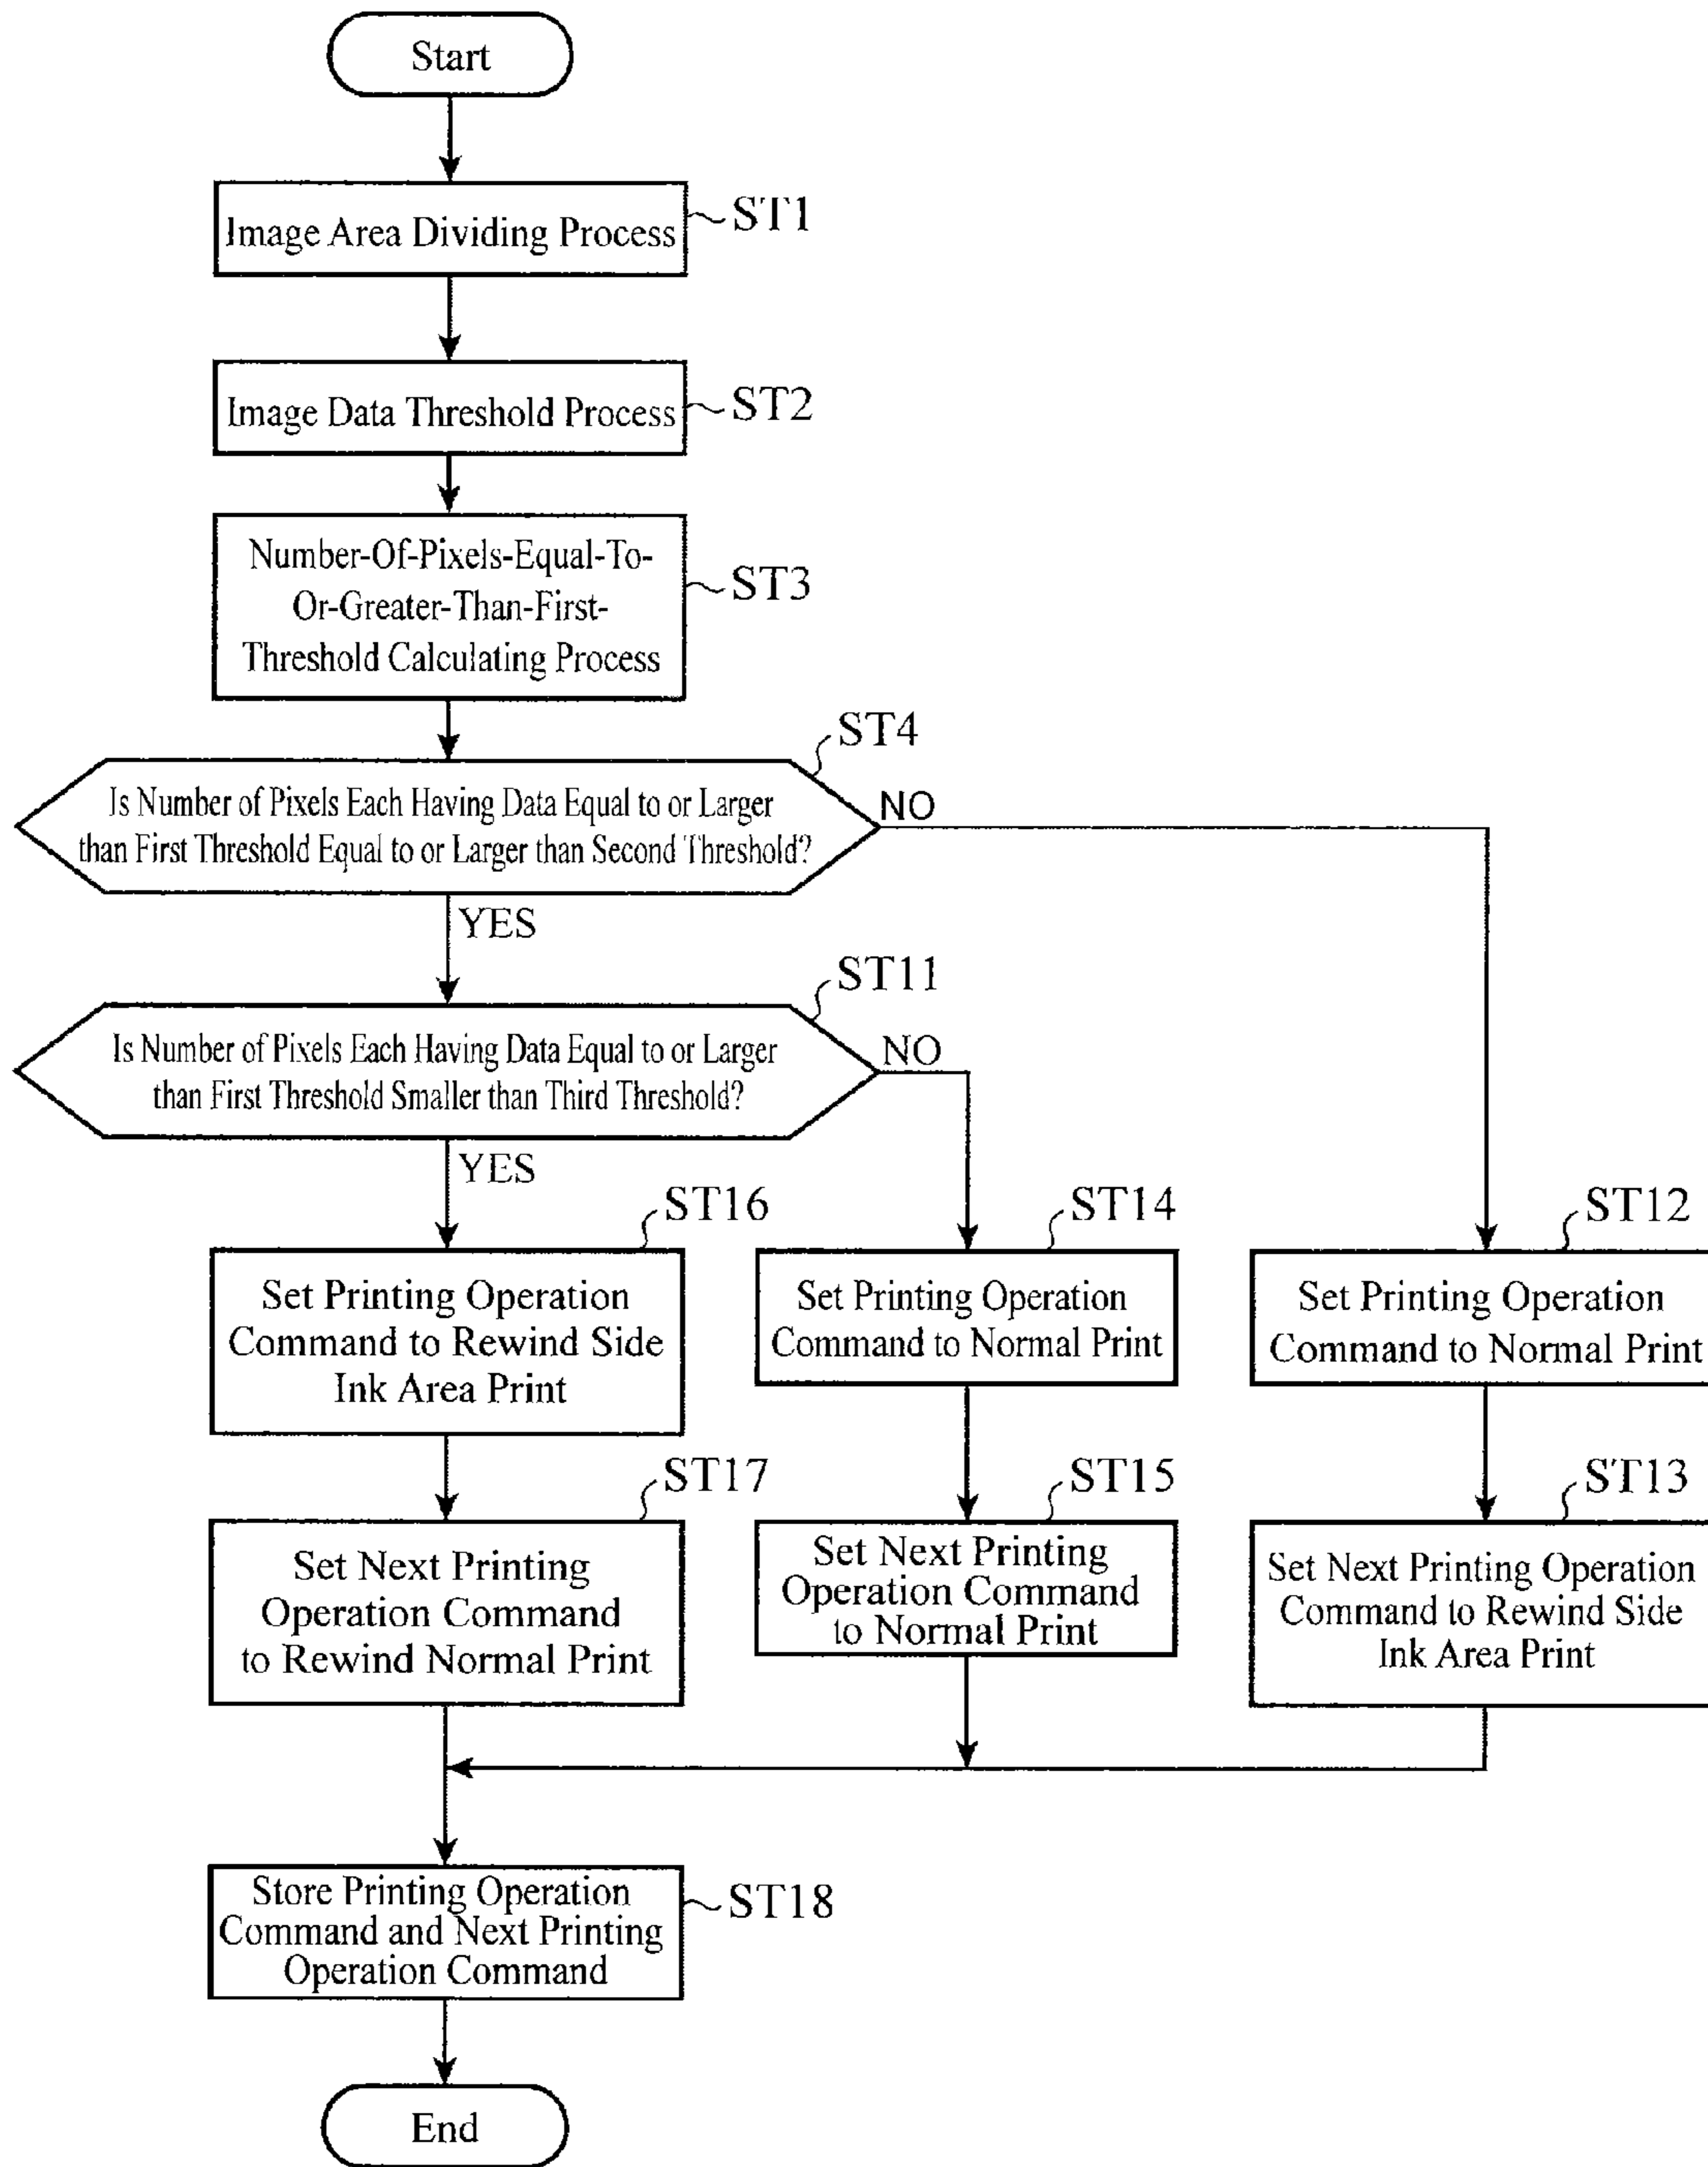 Start
Image Area Dividing Process
ST1
Image Data Threshold Process
ST2
Number-Of-Pixels-Equal-To-
Or-Greater-Than-First-
Threshold Calculating Process
ST3
ST4
Is Number of Pixels Each Having Data Equal to or Larger
than First Threshold Equal to or Larger than Second Threshold?
NO
YES
ST11
Is Number of Pixels Each Having Data Equal to or Larger
than First Threshold Smaller than Third Threshold?
NO
YES
ST16
Set Printing Operation
Command to Rewind Side
Ink Area Print
ST14
Set Printing Operation
Command to Normal Print
ST12
Set Printing Operation
Command to Normal Print
ST17
Set Next Printing
Operation Command
to Rewind Normal Print
ST15
Set Next Printing
Operation Command
to Normal Print
ST13
Set Next Printing Operation
Command to Rewind Side
Ink Area Print
Store Printing Operation
Command and Next Printing
Operation Command
ST18
End